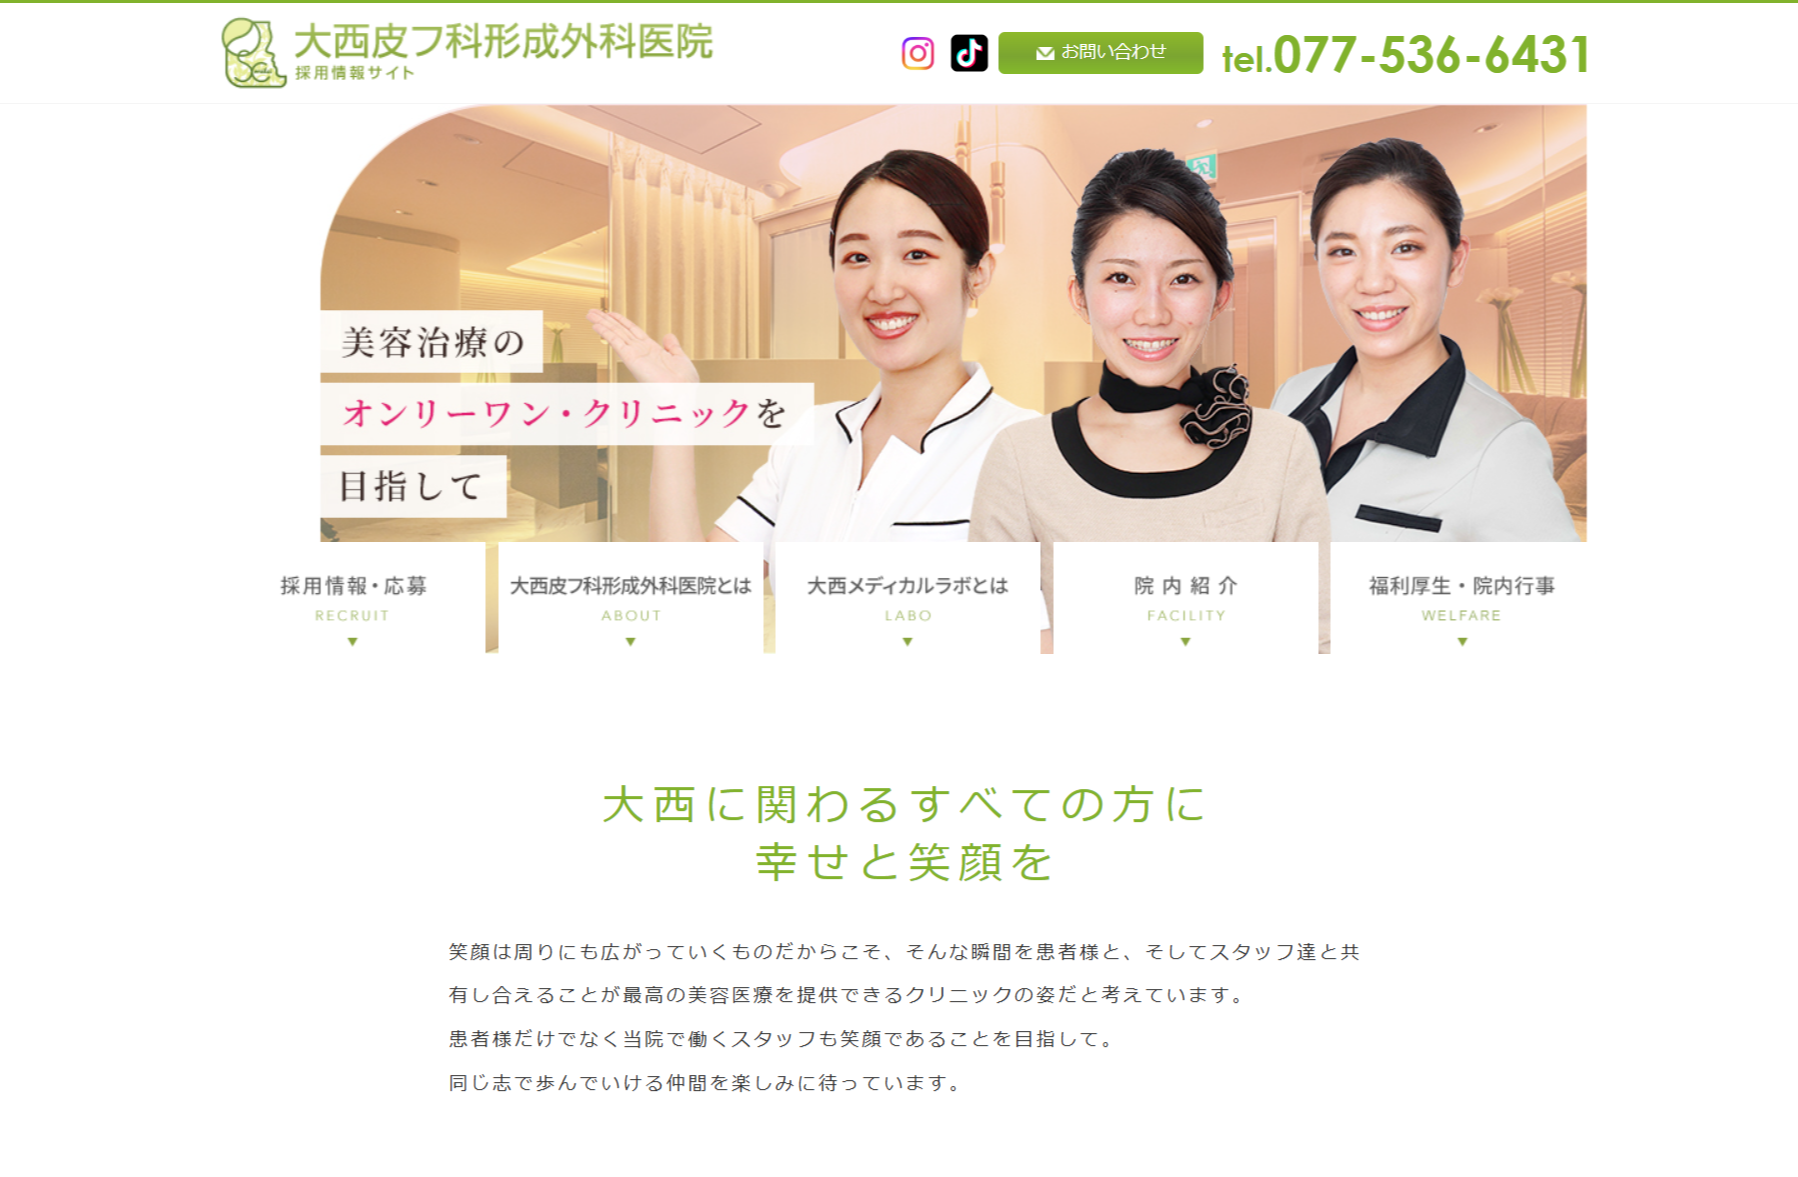 大西皮フ科形成外科医院
採用情報サイト
お問い合わせ
tel.077-536-6431
美容治療の
オンリーワン・クリニックを
目指して
採用情報・応募
RECRUIT
大西皮フ科形成外科医院とは
ABOUT
大西メディカルラボとは
LABO
院内紹介
FACILITY
福利厚生・院内行事
WELFARE
大西に関わるすべての方に
幸せと笑顔を
笑顔は周りにも広がっていくものだからこそ、そんな瞬間を患者様と、そしてスタッフ達と共
有し合えることが最高の美容医療を提供できるクリニックの姿だと考えています。
患者様だけでなく当院で働くスタッフも笑顔であることを目指して。
同じ志で歩んでいける仲間を楽しみに待っています。